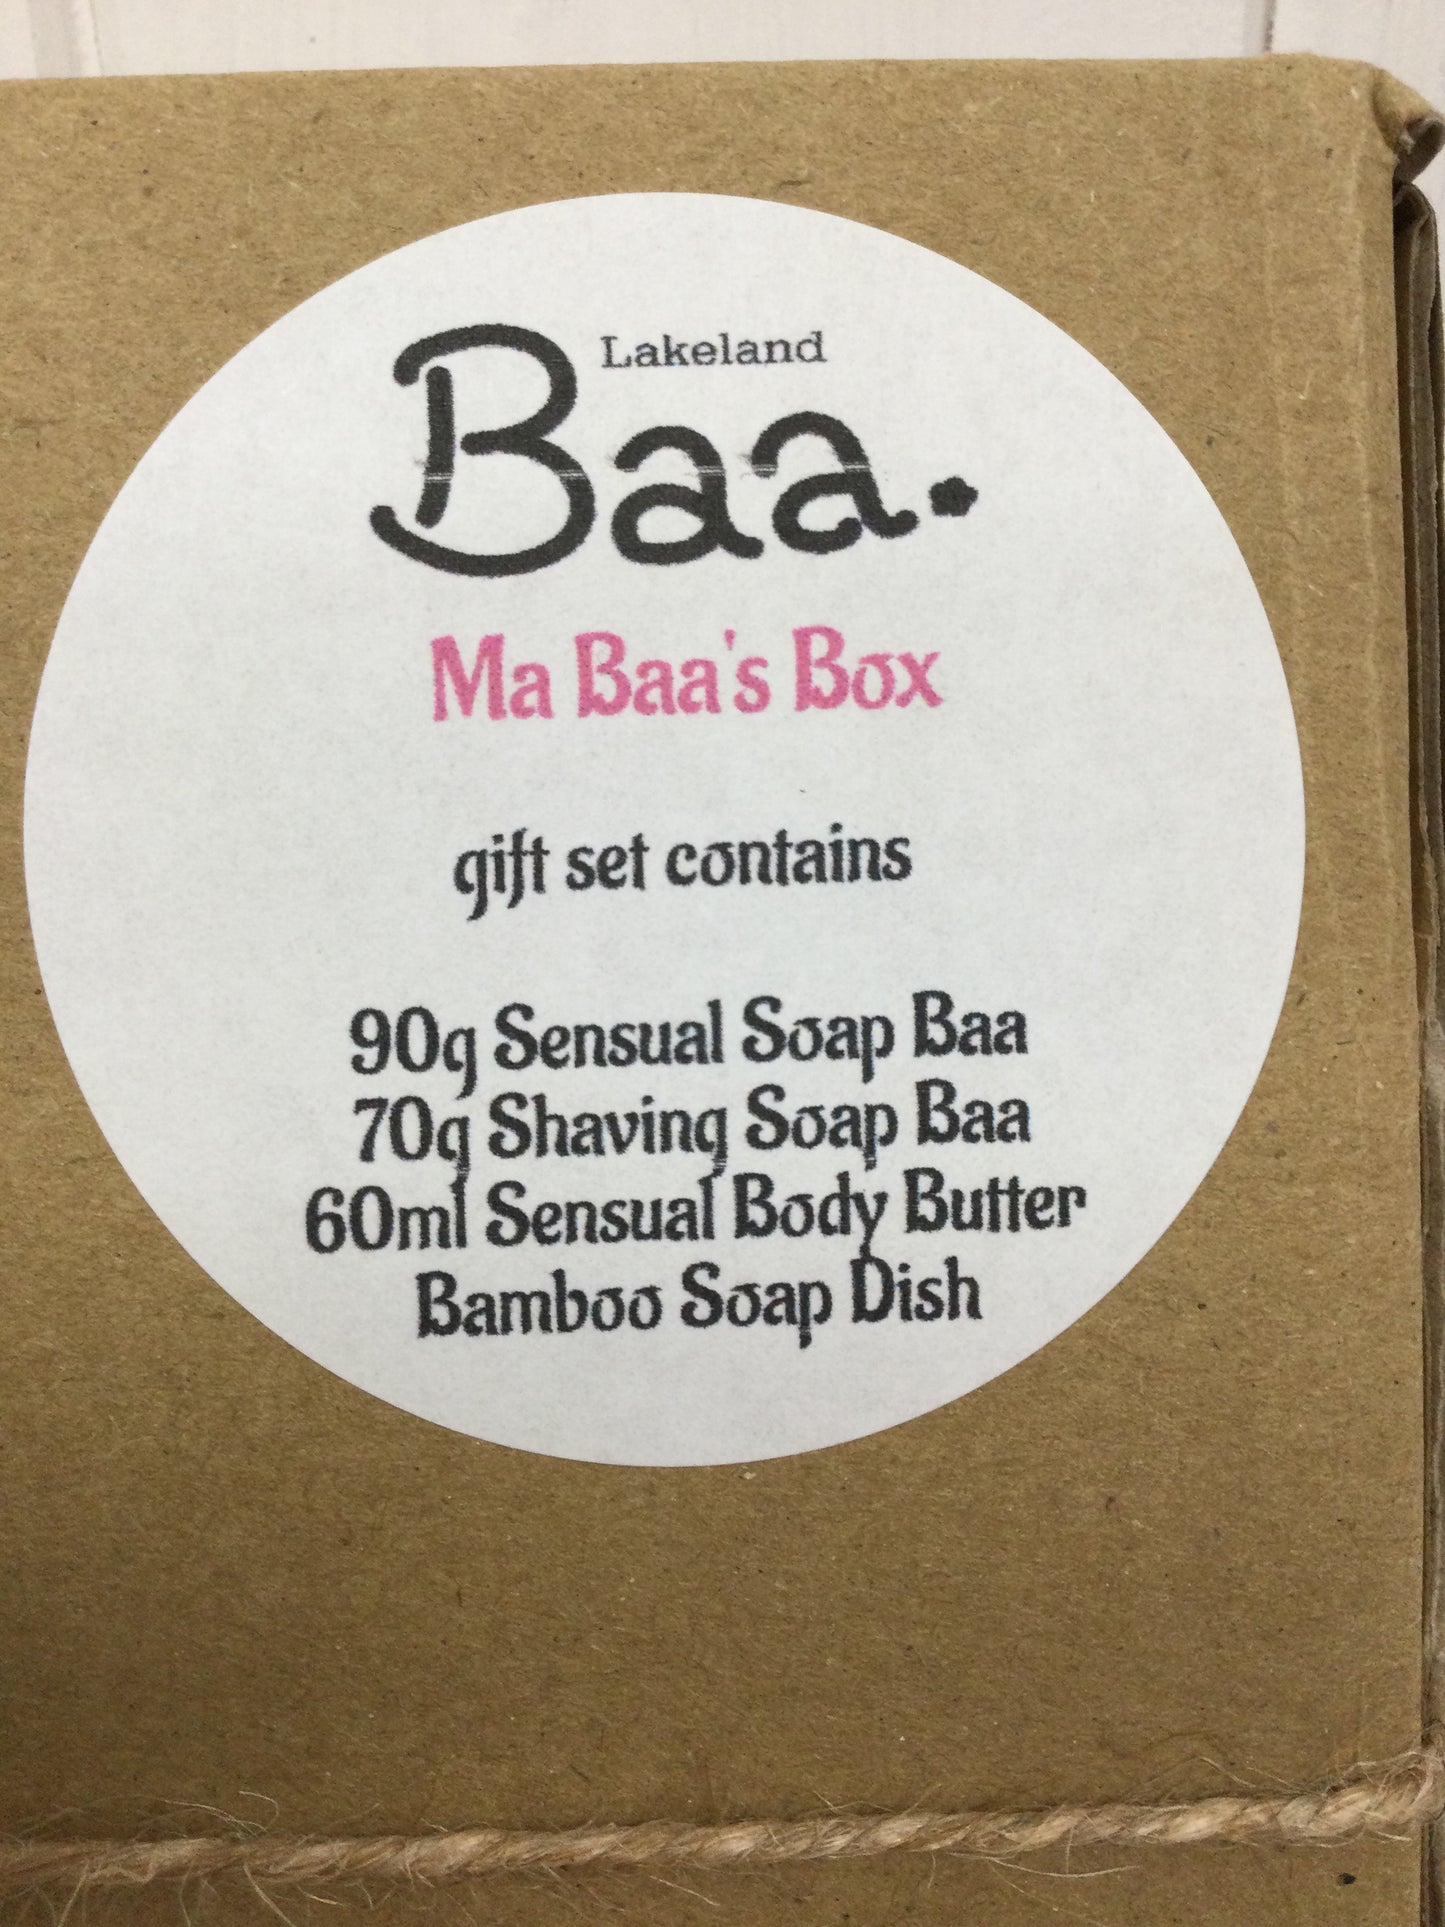 Lakeland
Baa.
Ma Baa's Box
gift set contains
90g Sensual Soap Baa
70g Shaving Soap Baa
60ml Sensual Body Butter
Bamboo Soap Dish